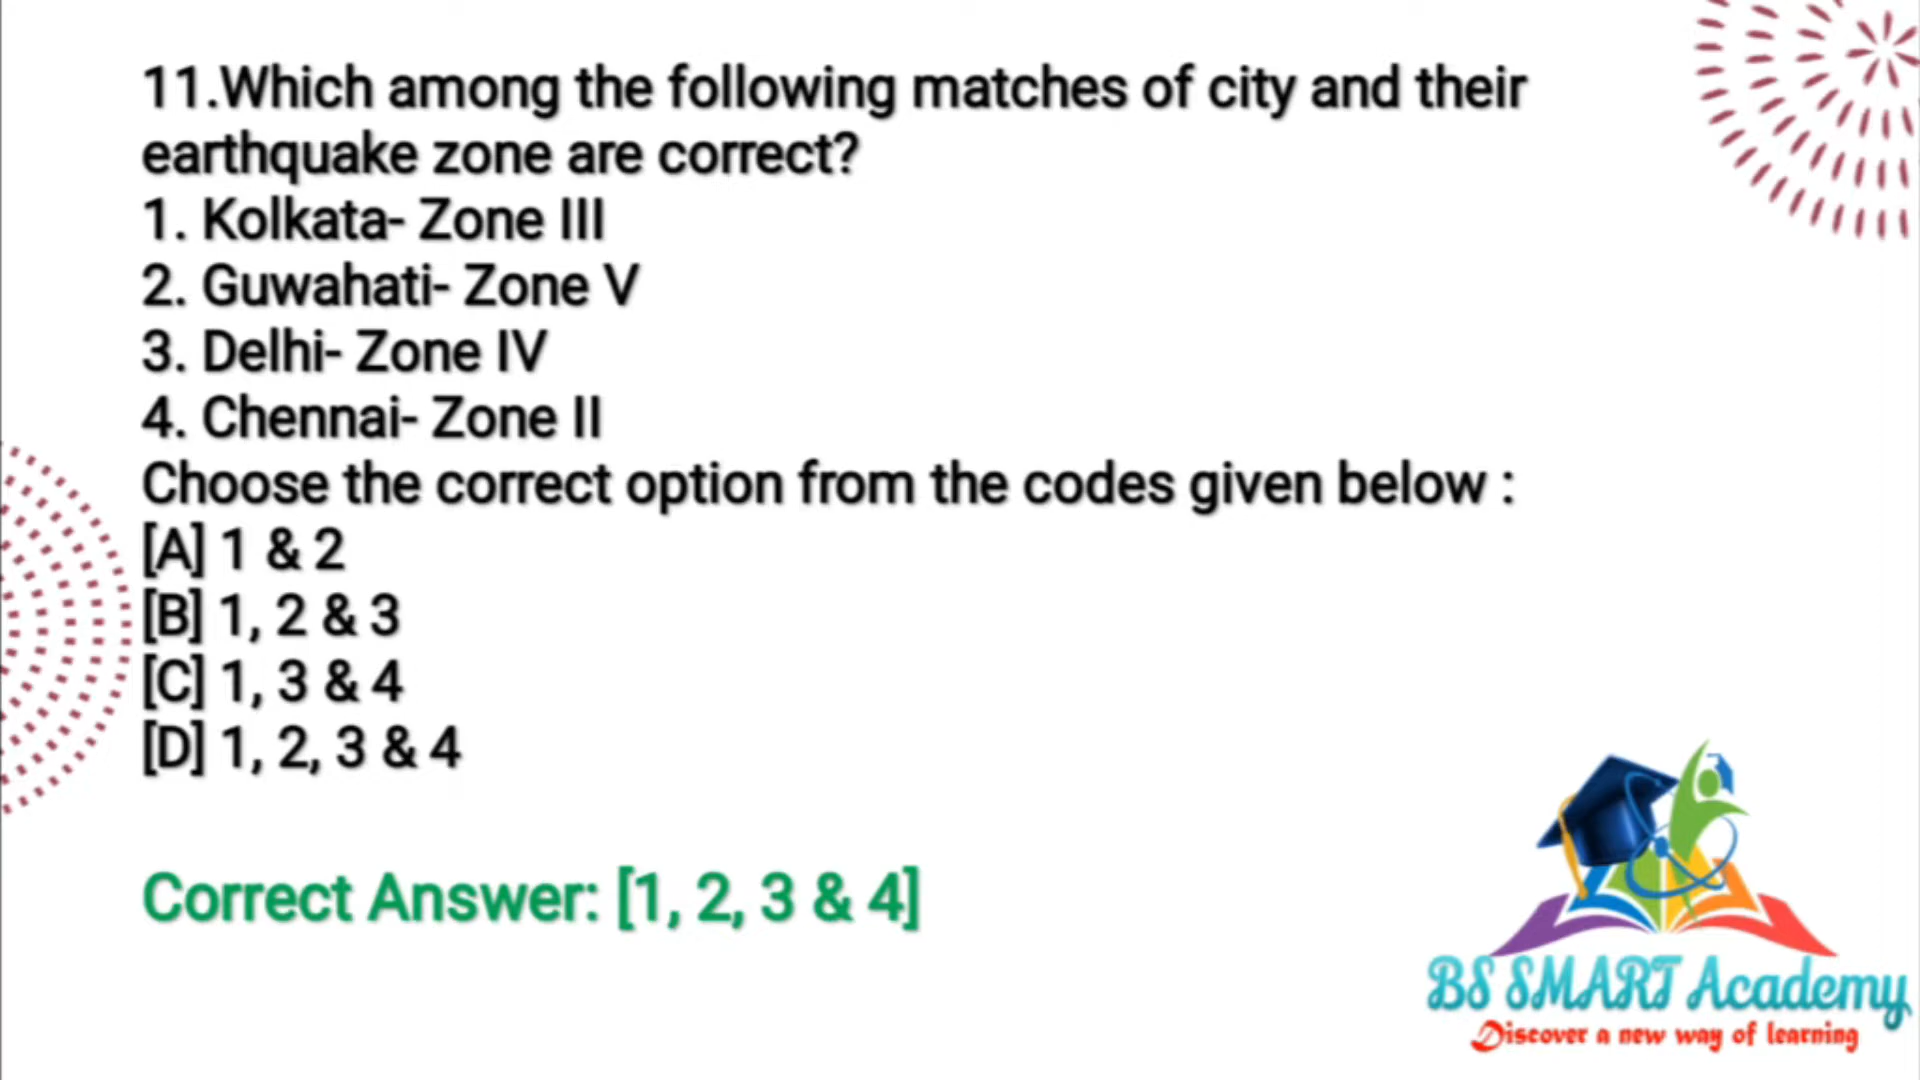 11.Which among the following matches of city and their
earthquake zone are correct?
1. Kolkata- Zone III
2. Guwahati- Zone V
3. Delhi- Zone IV
4. Chennai- Zone II
Choose the correct option from the codes given below :
[A] 1 & 2
[B] 1, 2 & 3
[C] 1, 3 & 4
[D] 1, 2, 3 & 4
Correct Answer: [1, 2, 3 & 4]
BS SMART Academy
Discover a new way of learning